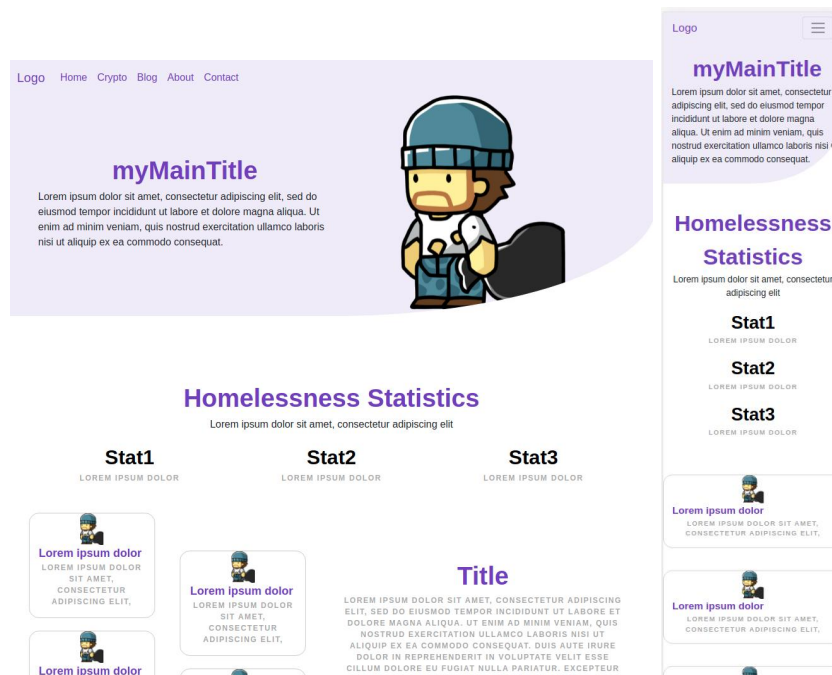 Logo Home Crypto Blog About Contact
myMainTitle
Lorem ipsum dolor sit amet, consectetur adipiscing elit, sed do
eiusmod tempor incididunt ut labore et dolore magna aliqua. Ut
enim ad minim veniam, quis nostrud exercitation ullamco laboris
nisi ut aliquip ex ea commodo consequat.
Homelessness Statistics
Lorem ipsum dolor sit amet, consectetur adipiscing elit
Stat1 Stat2 Stat3
LOREM IPSUM DOLOR LOREM IPSUM DOLOR LOREM IPSUM DOLOR
Lorem ipsum dolor
LOREM IPSUM DOLOR
SIT AMET,
CONSECTETUR
ADIPISCING ELIT,
Lorem ipsum dolor
Lorem ipsum dolor
LOREM IPSUM DOLOR
SIT AMET,
CONSECTETUR
ADIPISCING ELIT,
Title
LOREM IPSUM DOLOR SIT AMET, CONSECTETUR ADIPISCING
ELIT, SED DO EIUSMOD TEMPOR INCIDIDUNT UT LABORE ET
DOLORE MAGNA ALIQUA. UT ENIM AD MINIM VENIAM, QUIS
NOSTRUD EXERCITATION ULLAMCO LABORIS NISI UT
ALIQUIP EX EA COMMODO CONSEQUAT. DUIS AUTE IRURE
DOLOR IN REPREHENDERIT IN VOLUPTATE VELIT ESSE
CILLUM DOLORE EU FUGIAT NULLA PARIATUR. EXCEPTEUR
Logo
myMainTitle
Lorem ipsum dolor sit amet, consectetur
adipiscing elit, sed do eiusmod tempor
incididunt ut labore et dolore magna
aliqua. Ut enim ad minim veniam, quis
nostrud exercitation ullamco laboris nisi
aliquip ex ea commodo consequat.
Homelessness
Statistics
Lorem ipsum dolor sit amet, consectetur
adipiscing elit
Stat1
LOREM IPSUM DOLOR
Stat2
LOREM IPSUM DOLOR
Stat3
LOREM IPSUM DOLOR
Lorem ipsum dolor
LOREM IPSUM DOLOR SIT AMET,
CONSECTETUR ADIPISCING ELIT,
Lorem ipsum dolor
LOREM IPSUM DOLOR SIT AMET,
CONSECTETUR ADIPISCING ELIT,